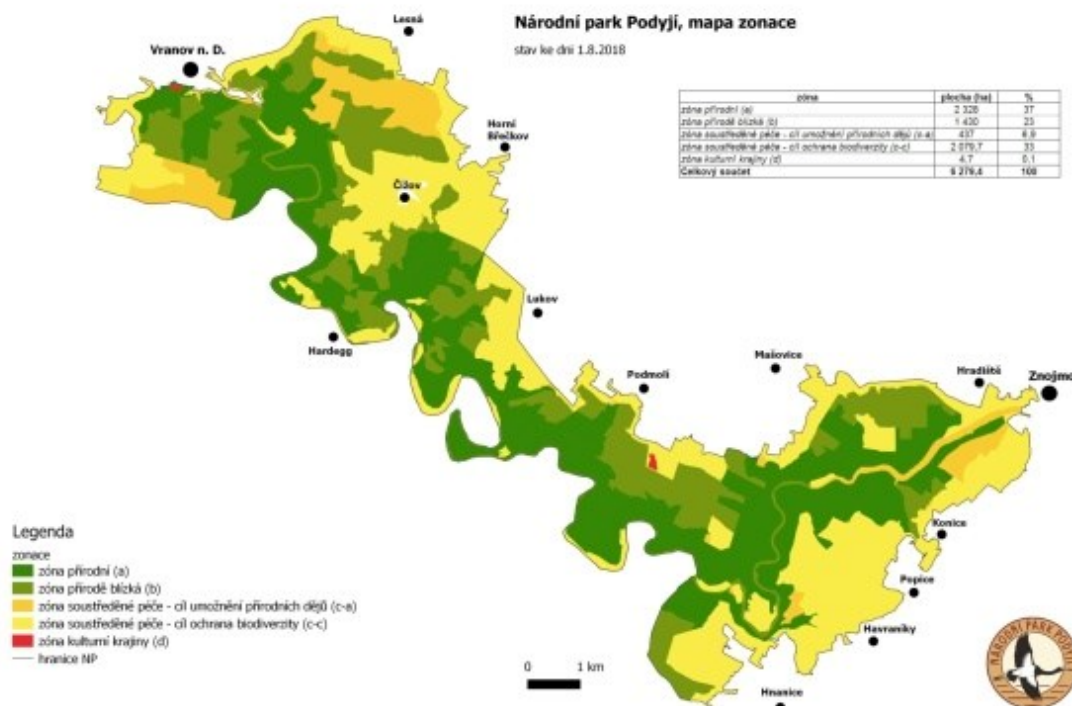 Národní park Podyjí, mapa zonace
stav ke dni 1.8.2018
zóna plocha (ha) %
zóna přírodní (a) 2 328 37
zóna přírodě blízká (b) 1 430 23
zóna soustředěné péče - cíl umožnění přírodních dějů (c-a) 437 6,9
zóna soustředěné péče - cíl ochrana biodiverzity (c-c) 2 079,7 33
zóna kulturní krajiny (d) 4,7 0,1
Celkový součet 6 279,4 100
Lesná
Vranov n. D.
Horní
Břečkov
Čížov
Lukov
Hardegg
Podmolí
Mašovice
Hradiště
Znojmo
Konice
Popice
Havraníky
Hnanice
Legenda
zonace
zóna přírodní (a)
zóna přírodě blízká (b)
zóna soustředěné péče - cíl umožnění přírodních dějů (c-a)
zóna soustředěné péče - cíl ochrana biodiverzity (c-c)
zóna kulturní krajiny (d)
hranice NP
0 1 km
NÁRODNÍ PARK PODYJÍ